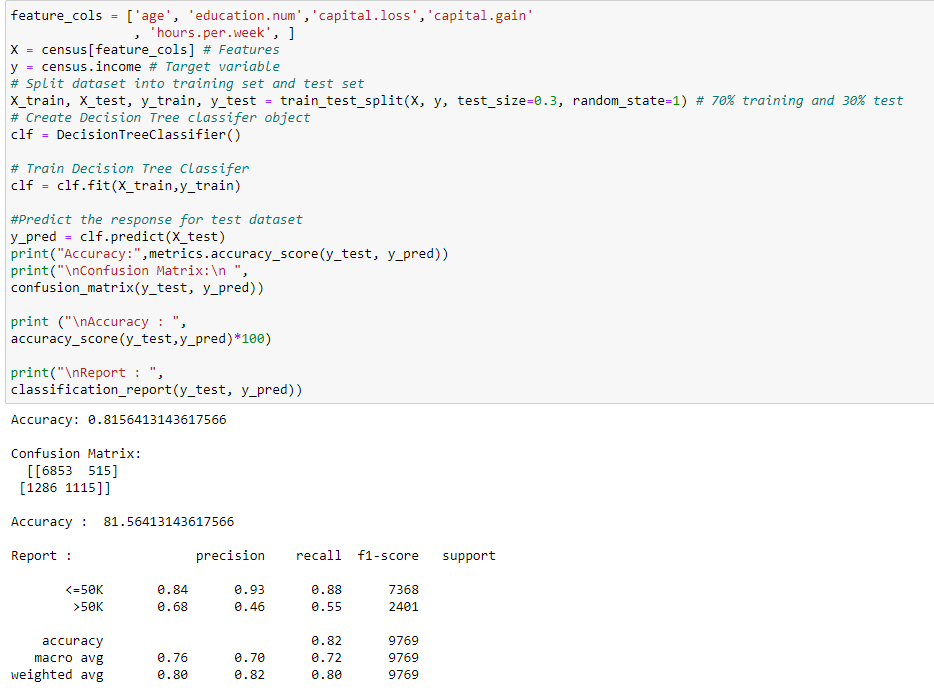 feature_cols = ['age', 'education.num','capital.loss','capital.gain'
                , 'hours.per.week', ]
X = census[feature_cols] # Features
y = census.income # Target variable
# Split dataset into training set and test set
X_train, X_test, y_train, y_test = train_test_split(X, y, test_size=0.3, random_state=1) # 70% training and 30% test
# Create Decision Tree classifer object
clf = DecisionTreeClassifier()

# Train Decision Tree Classifer
clf = clf.fit(X_train,y_train)

#Predict the response for test dataset
y_pred = clf.predict(X_test)
print("Accuracy:",metrics.accuracy_score(y_test, y_pred))
print("\nConfusion Matrix:\n ",
confusion_matrix(y_test, y_pred))

print ("\nAccuracy : ",
accuracy_score(y_test,y_pred)*100)

print("\nReport : ",
classification_report(y_test, y_pred))
Accuracy: 0.8156413143617566

Confusion Matrix:
  [[6853  515]
 [1286 1115]]

Accuracy :  81.56413143617566

Report :                precision    recall  f1-score   support

       <=50K       0.84      0.93      0.88      7368
        >50K       0.68      0.46      0.55      2401

    accuracy                           0.82      9769
   macro avg       0.76      0.70      0.72      9769
weighted avg       0.80      0.82      0.80      9769